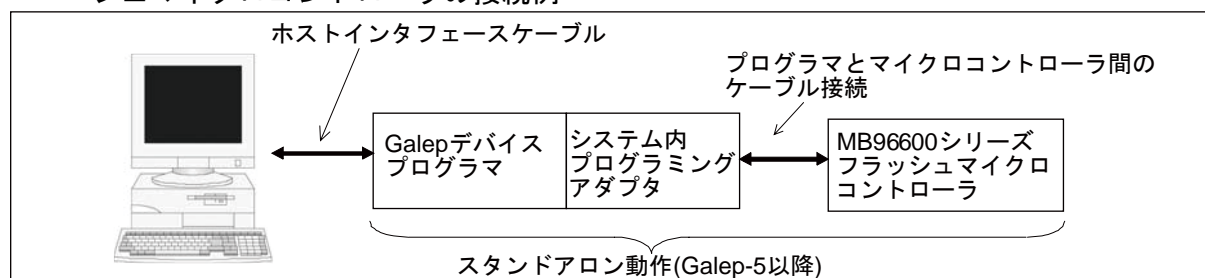 ホストインタフェースケーブル
プログラマとマイクロコントローラ間の
ケーブル接続
Galepデバイス
プログラマ
システム内
プログラミング
アダプタ
MB96600シリーズ
フラッシュマイクロ
コントローラ
スタンドアロン動作(Galep-5以降)